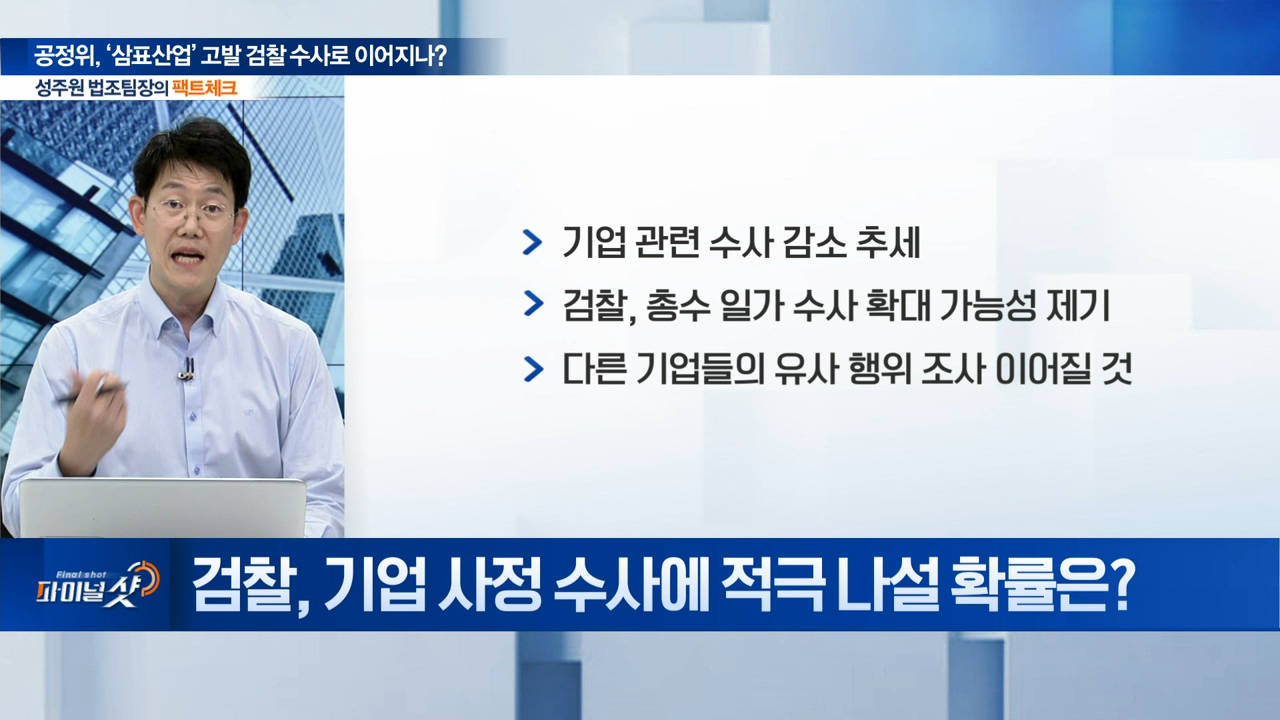 공정위, ‘삼표산업’ 고발 검찰 수사로 이어지나?
성주원 법조팀장의 팩트체크
기업 관련 수사 감소 추세
검찰, 총수 일가 수사 확대 가능성 제기
다른 기업들의 유사 행위 조사 이어질 것
Final shot
파이널 샷
검찰, 기업 사정 수사에 적극 나설 확률은?